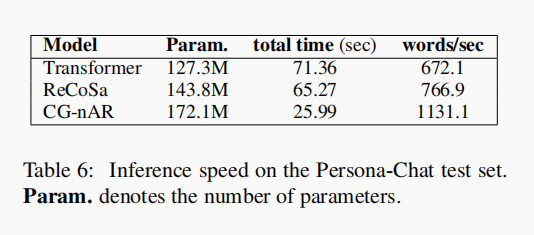 Model Param. total time (sec) words/sec
Transformer 127.3M 71.36 672.1
ReCoSa 143.8M 65.27 766.9
CG-nAR 172.1M 25.99 1131.1
Table 6: Inference speed on the Persona-Chat test set.
Param. denotes the number of parameters.